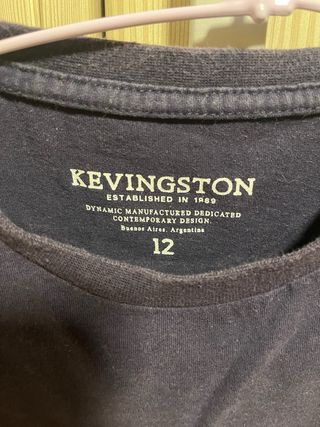 KEVINGSTON
ESTABLISHED IN 1989
DYNAMIC MANUFACTURED DEDICATED
CONTEMPORARY DESIGN
Buenos Aires, Argentina
12